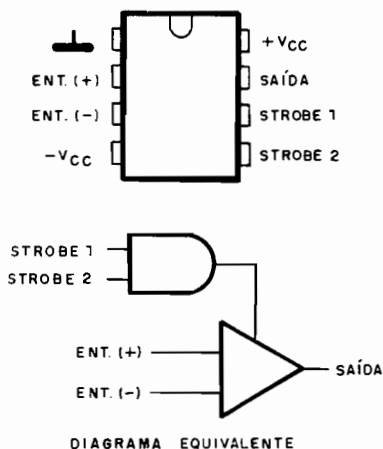 +VCC
ENT. (+)
SAÍDA
ENT. (-)
STROBE 1
-VCC
STROBE 2
STROBE 1
STROBE 2
ENT. (+)
SAÍDA
ENT. (-)
DIAGRAMA EQUIVALENTE